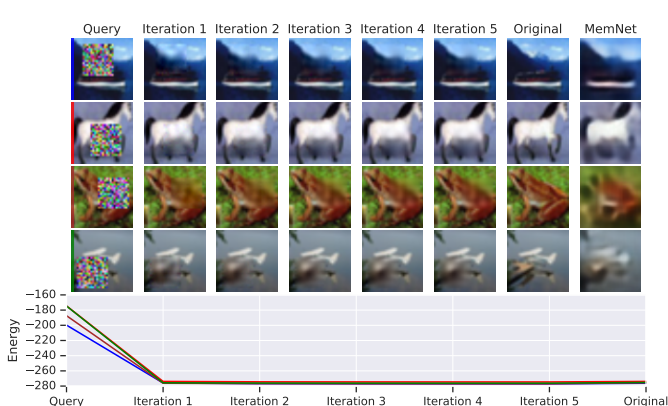 Query Iteration 1 Iteration 2 Iteration 3 Iteration 4 Iteration 5 Original MemNet
−160
−180
−200
−220
−240
−260
−280
Energy
Query Iteration 1 Iteration 2 Iteration 3 Iteration 4 Iteration 5 Original